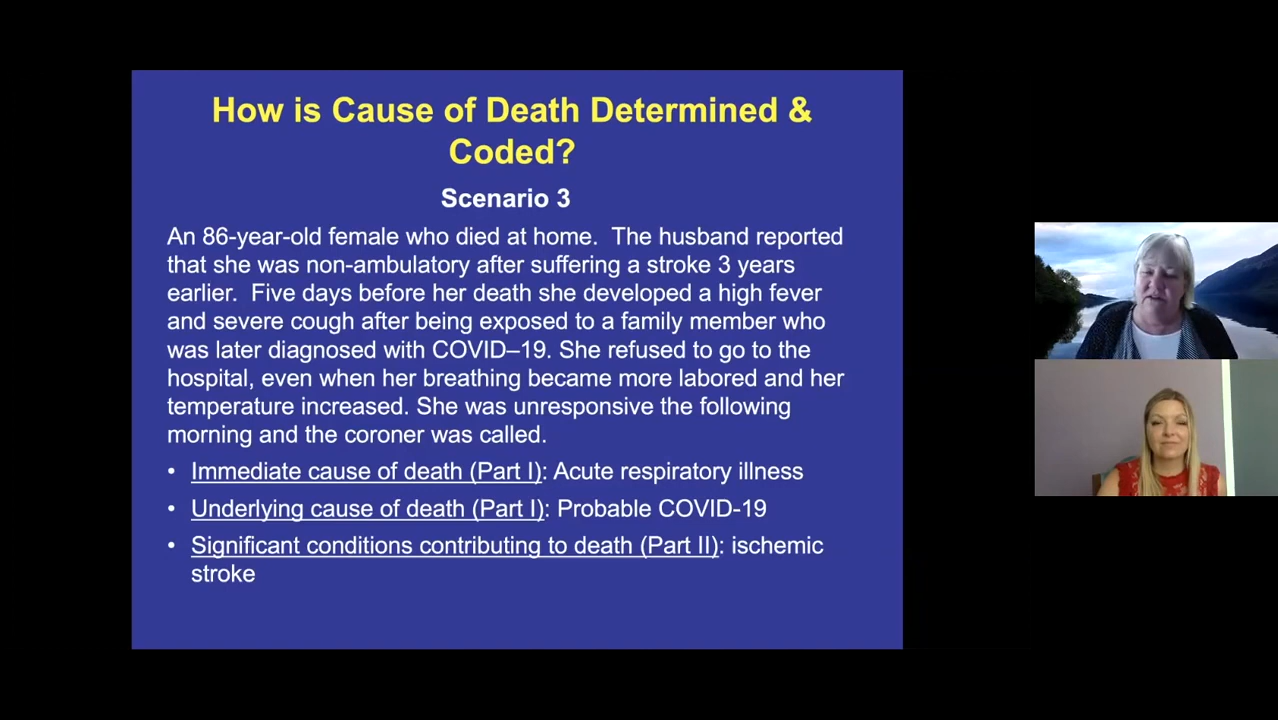 How is Cause of Death Determined &
Coded?
Scenario 3
An 86-year-old female who died at home.  The husband reported
that she was non-ambulatory after suffering a stroke 3 years
earlier.  Five days before her death she developed a high fever
and severe cough after being exposed to a family member who
was later diagnosed with COVID–19. She refused to go to the
hospital, even when her breathing became more labored and her
temperature increased. She was unresponsive the following
morning and the coroner was called.
• Immediate cause of death (Part I): Acute respiratory illness
• Underlying cause of death (Part I): Probable COVID-19
• Significant conditions contributing to death (Part II): ischemic
stroke